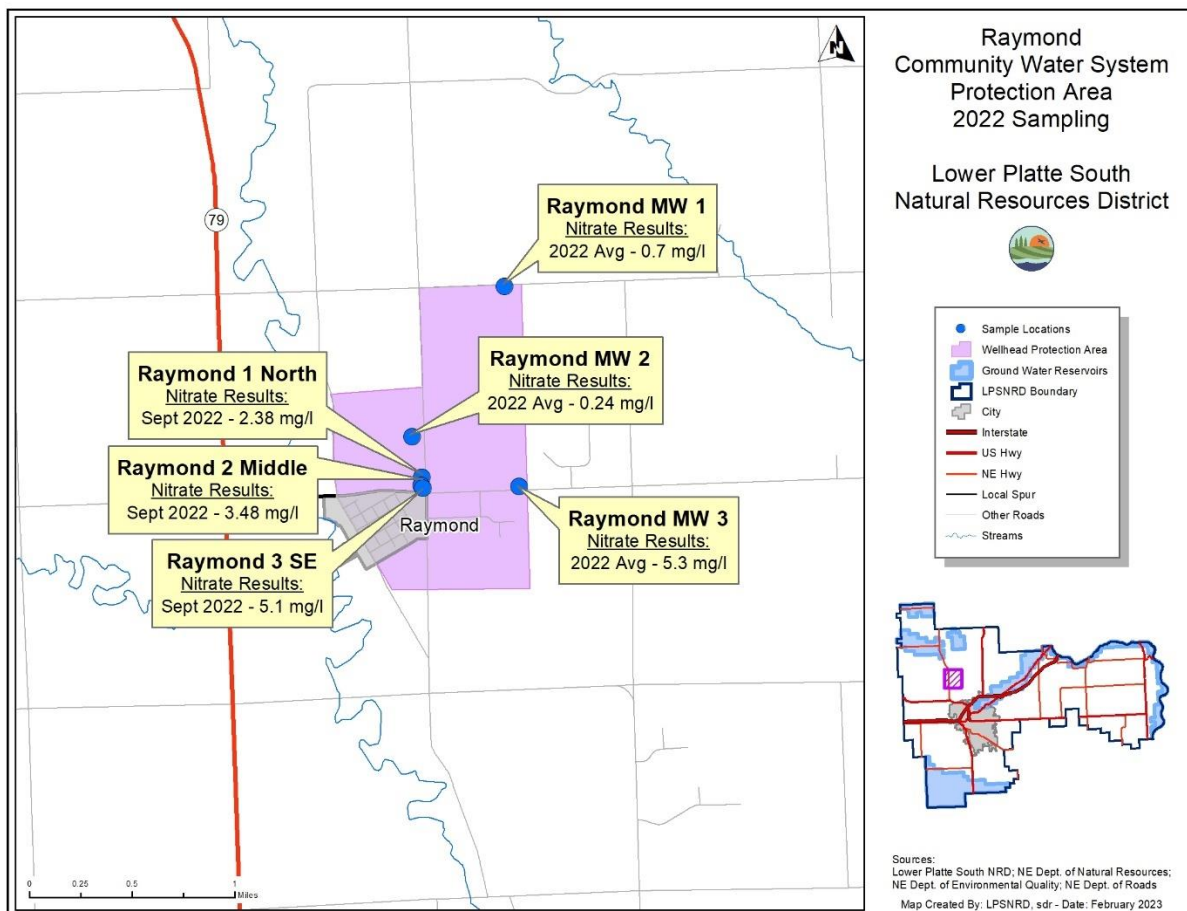 Raymond
Community Water System
Protection Area
2022 Sampling
Lower Platte South
Natural Resources District
N
79
Raymond MW 1
Nitrate Results:
2022 Avg - 0.7 mg/l
Raymond MW 2
Nitrate Results:
2022 Avg - 0.24 mg/l
Raymond 1 North
Nitrate Results:
Sept 2022 - 2.38 mg/l
Raymond 2 Middle
Nitrate Results:
Sept 2022 - 3.48 mg/l
Raymond
Raymond MW 3
Nitrate Results:
2022 Avg - 5.3 mg/l
Raymond 3 SE
Nitrate Results:
Sept 2022 - 5.1 mg/l
0 0.25 0.5 1
Miles
Sample Locations
Wellhead Protection Area
Ground Water Reservoirs
LPSNRD Boundary
City
Interstate
US Hwy
NE Hwy
Local Spur
Other Roads
Streams
Sources:
Lower Platte South NRD; NE Dept. of Natural Resources;
NE Dept. of Environmental Quality; NE Dept. of Roads
Map Created By: LPSNRD, sdr - Date: February 2023